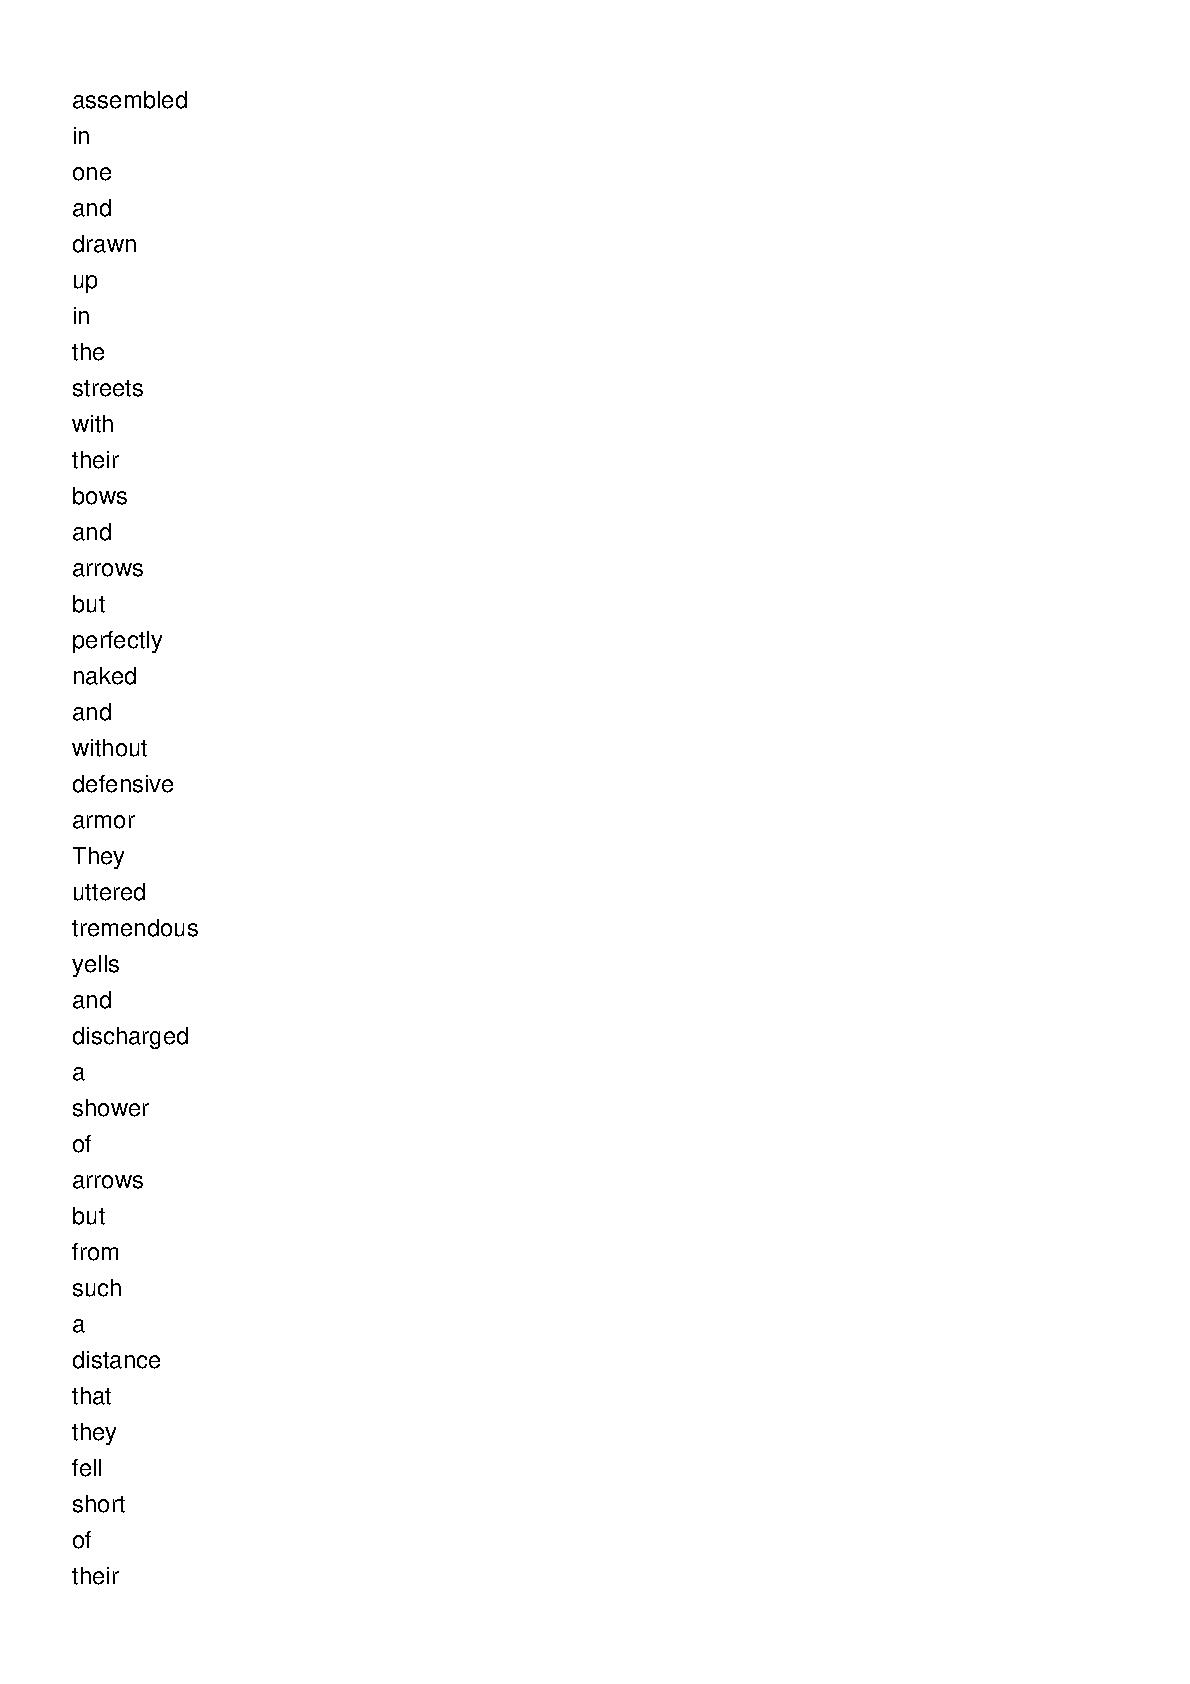 assembled
in
one
and
drawn
up
in
the
streets
with
their
bows
and
arrows
but
perfectly
naked
and
without
defensive
armor
They
uttered
tremendous
yells
and
discharged
a
shower
of
arrows
but
from
such
a
distance
that
they
fell
short
of
their